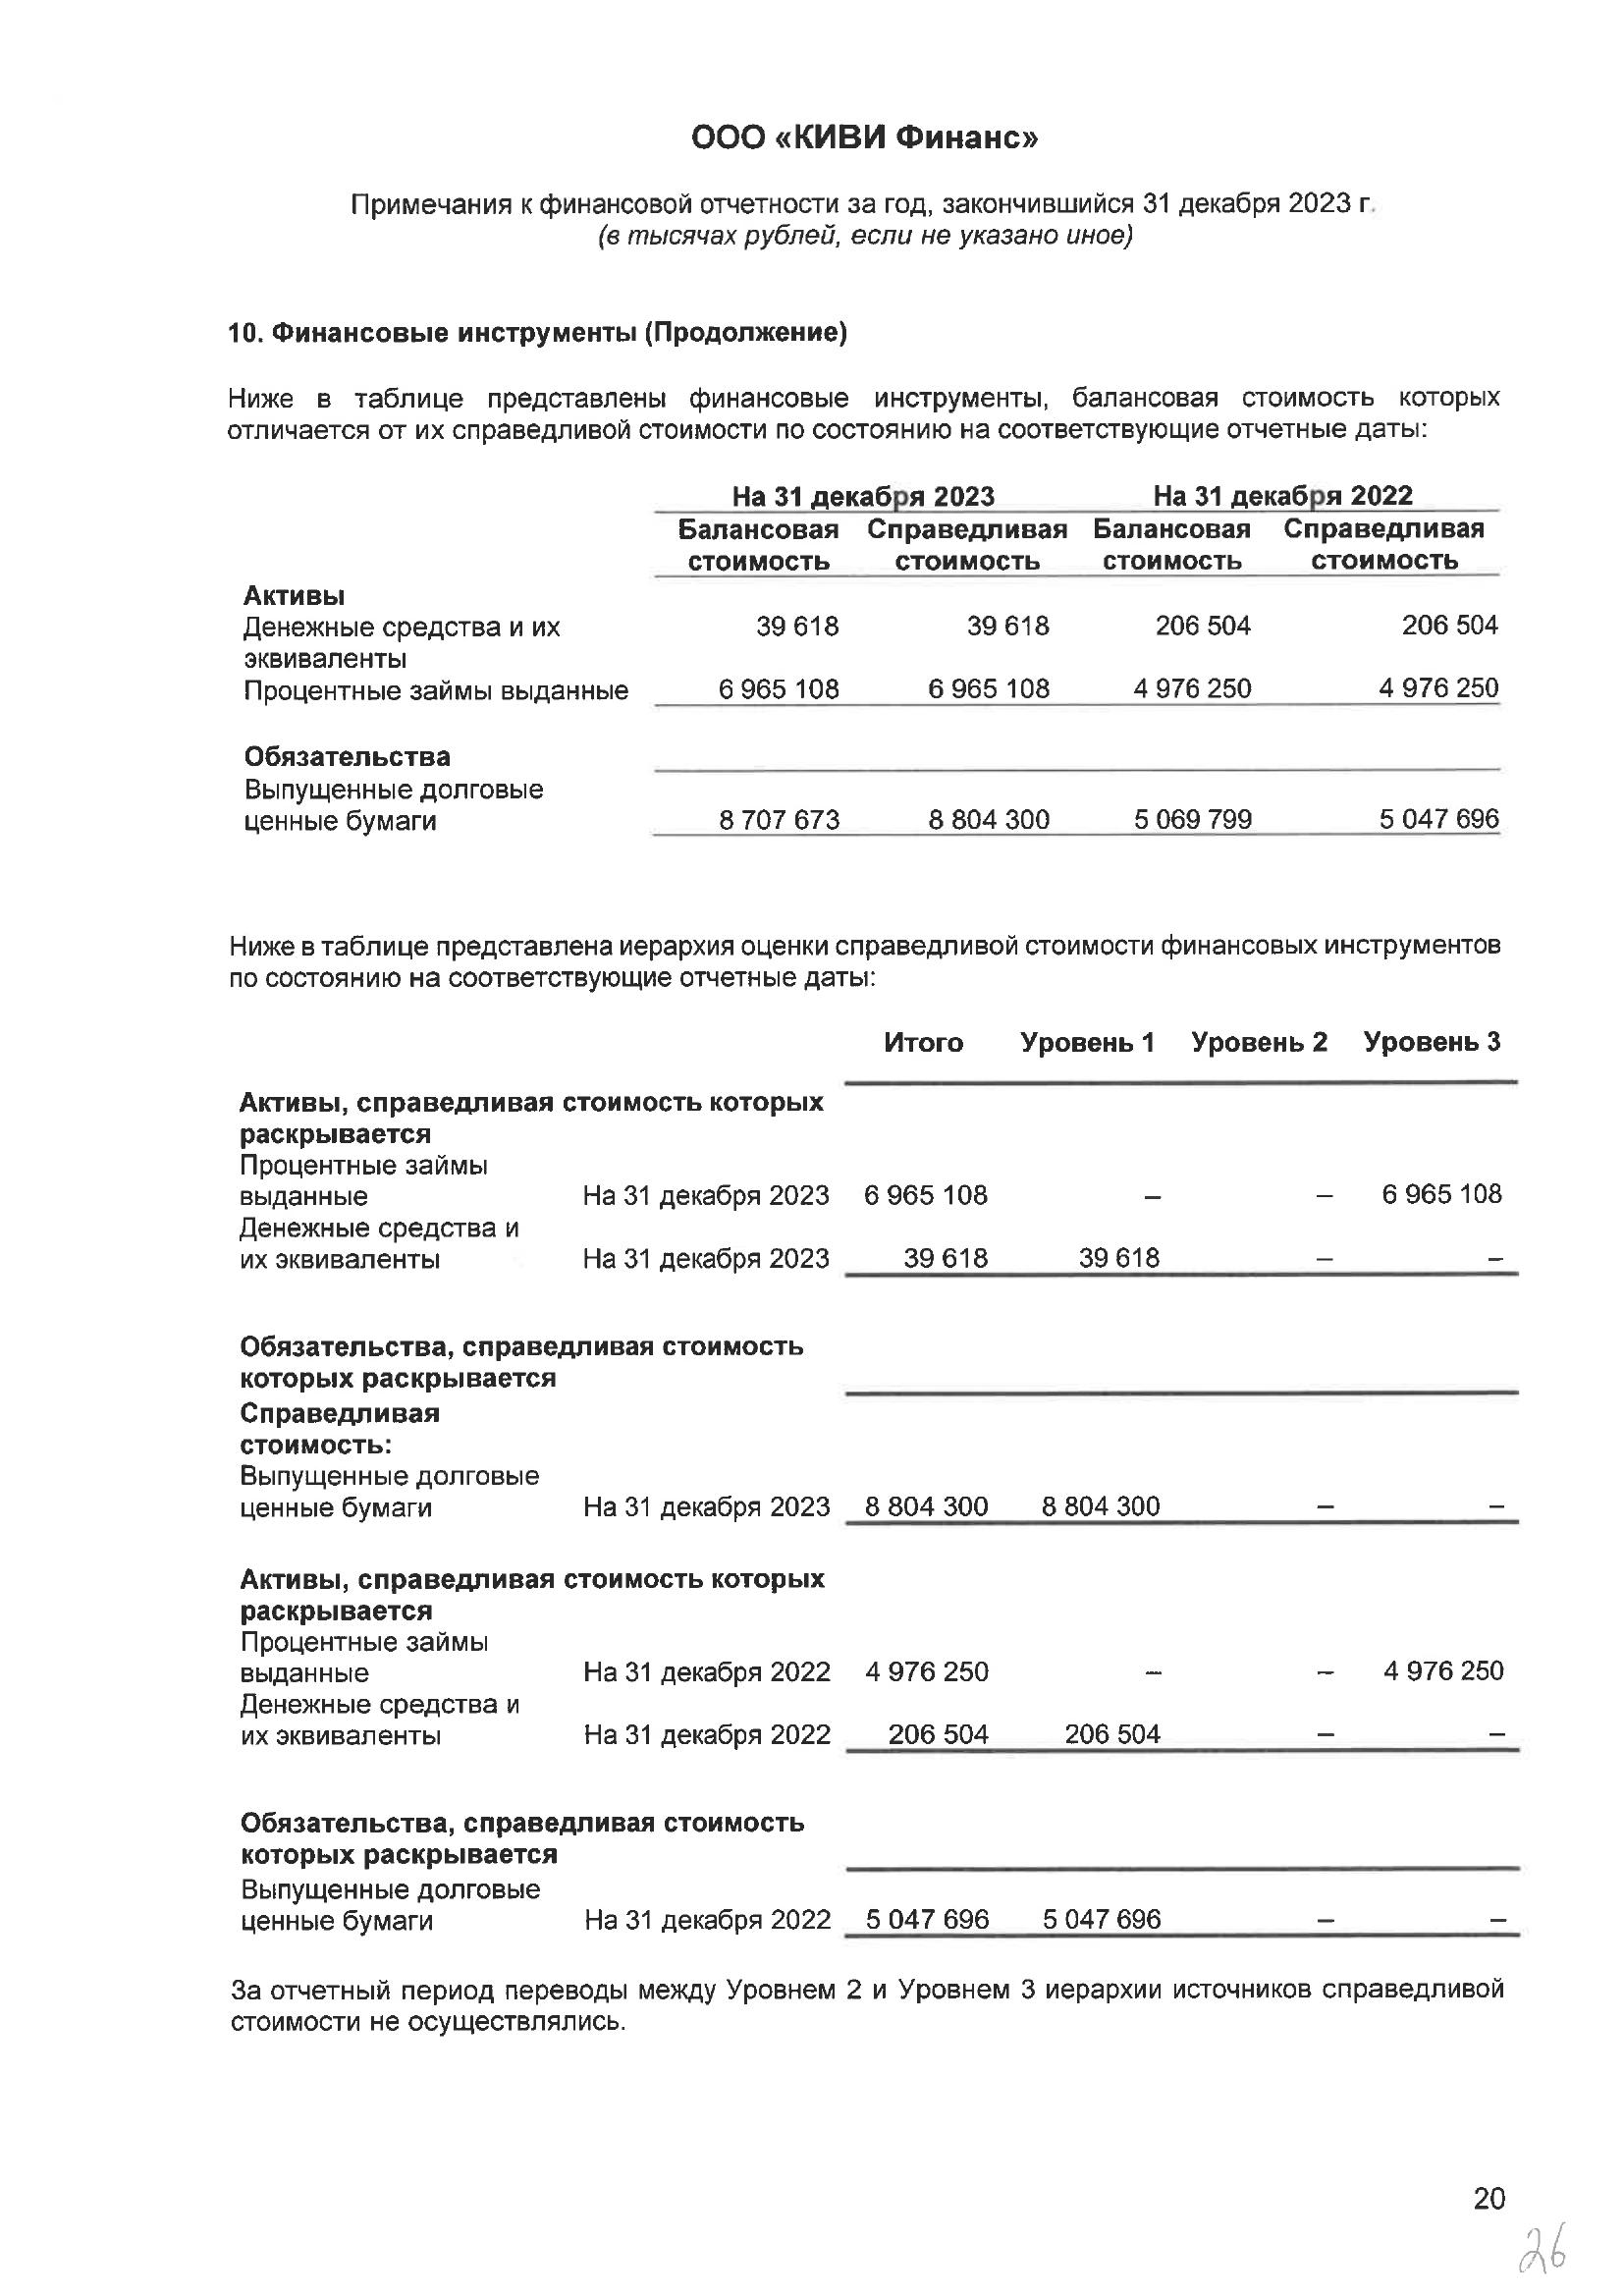 ООО «КИВИ Финанс»
Примечания к финансовой отчетности за год, закончившийся 31 декабря 2023 г.
(в тысячах рублей, если не указано иное)
10. Финансовые инструменты (Продолжение)
Ниже в таблице представлены финансовые инструменты, балансовая стоимость которых
отличается от их справедливой стоимости по состоянию на соответствующие отчетные даты:
На 31 декабря 2023 На 31 декабря 2022
Балансовая Справедливая Балансовая Справедливая
стоимость стоимость стоимость стоимость
Активы
Денежные средства и их 39 618 39 618 206 504 206 504
эквиваленты
Процентные займы выданные 6 965 108 6 965 108 4 976 250 4 976 250
Обязательства
Выпущенные долговые
ценные бумаги 8 707 673 8 804 300 5 069 799 5 047 696
Ниже в таблице представлена иерархия оценки справедливой стоимости финансовых инструментов
по состоянию на соответствующие отчетные даты:
Итого Уровень 1 Уровень 2 Уровень 3
Активы, справедливая стоимость которых
раскрывается
Процентные займы
выданные На 31 декабря 2023 6 965 108 – – 6 965 108
Денежные средства и
их эквиваленты На 31 декабря 2023 39 618 39 618 – –
Обязательства, справедливая стоимость
которых раскрывается
Справедливая
стоимость:
Выпущенные долговые
ценные бумаги На 31 декабря 2023 8 804 300 8 804 300 – –
Активы, справедливая стоимость которых
раскрывается
Процентные займы
выданные На 31 декабря 2022 4 976 250 – – 4 976 250
Денежные средства и
их эквиваленты На 31 декабря 2022 206 504 206 504 – –
Обязательства, справедливая стоимость
которых раскрывается
Выпущенные долговые
ценные бумаги На 31 декабря 2022 5 047 696 5 047 696 – –
За отчетный период переводы между Уровнем 2 и Уровнем 3 иерархии источников справедливой
стоимости не осуществлялись.
20
26